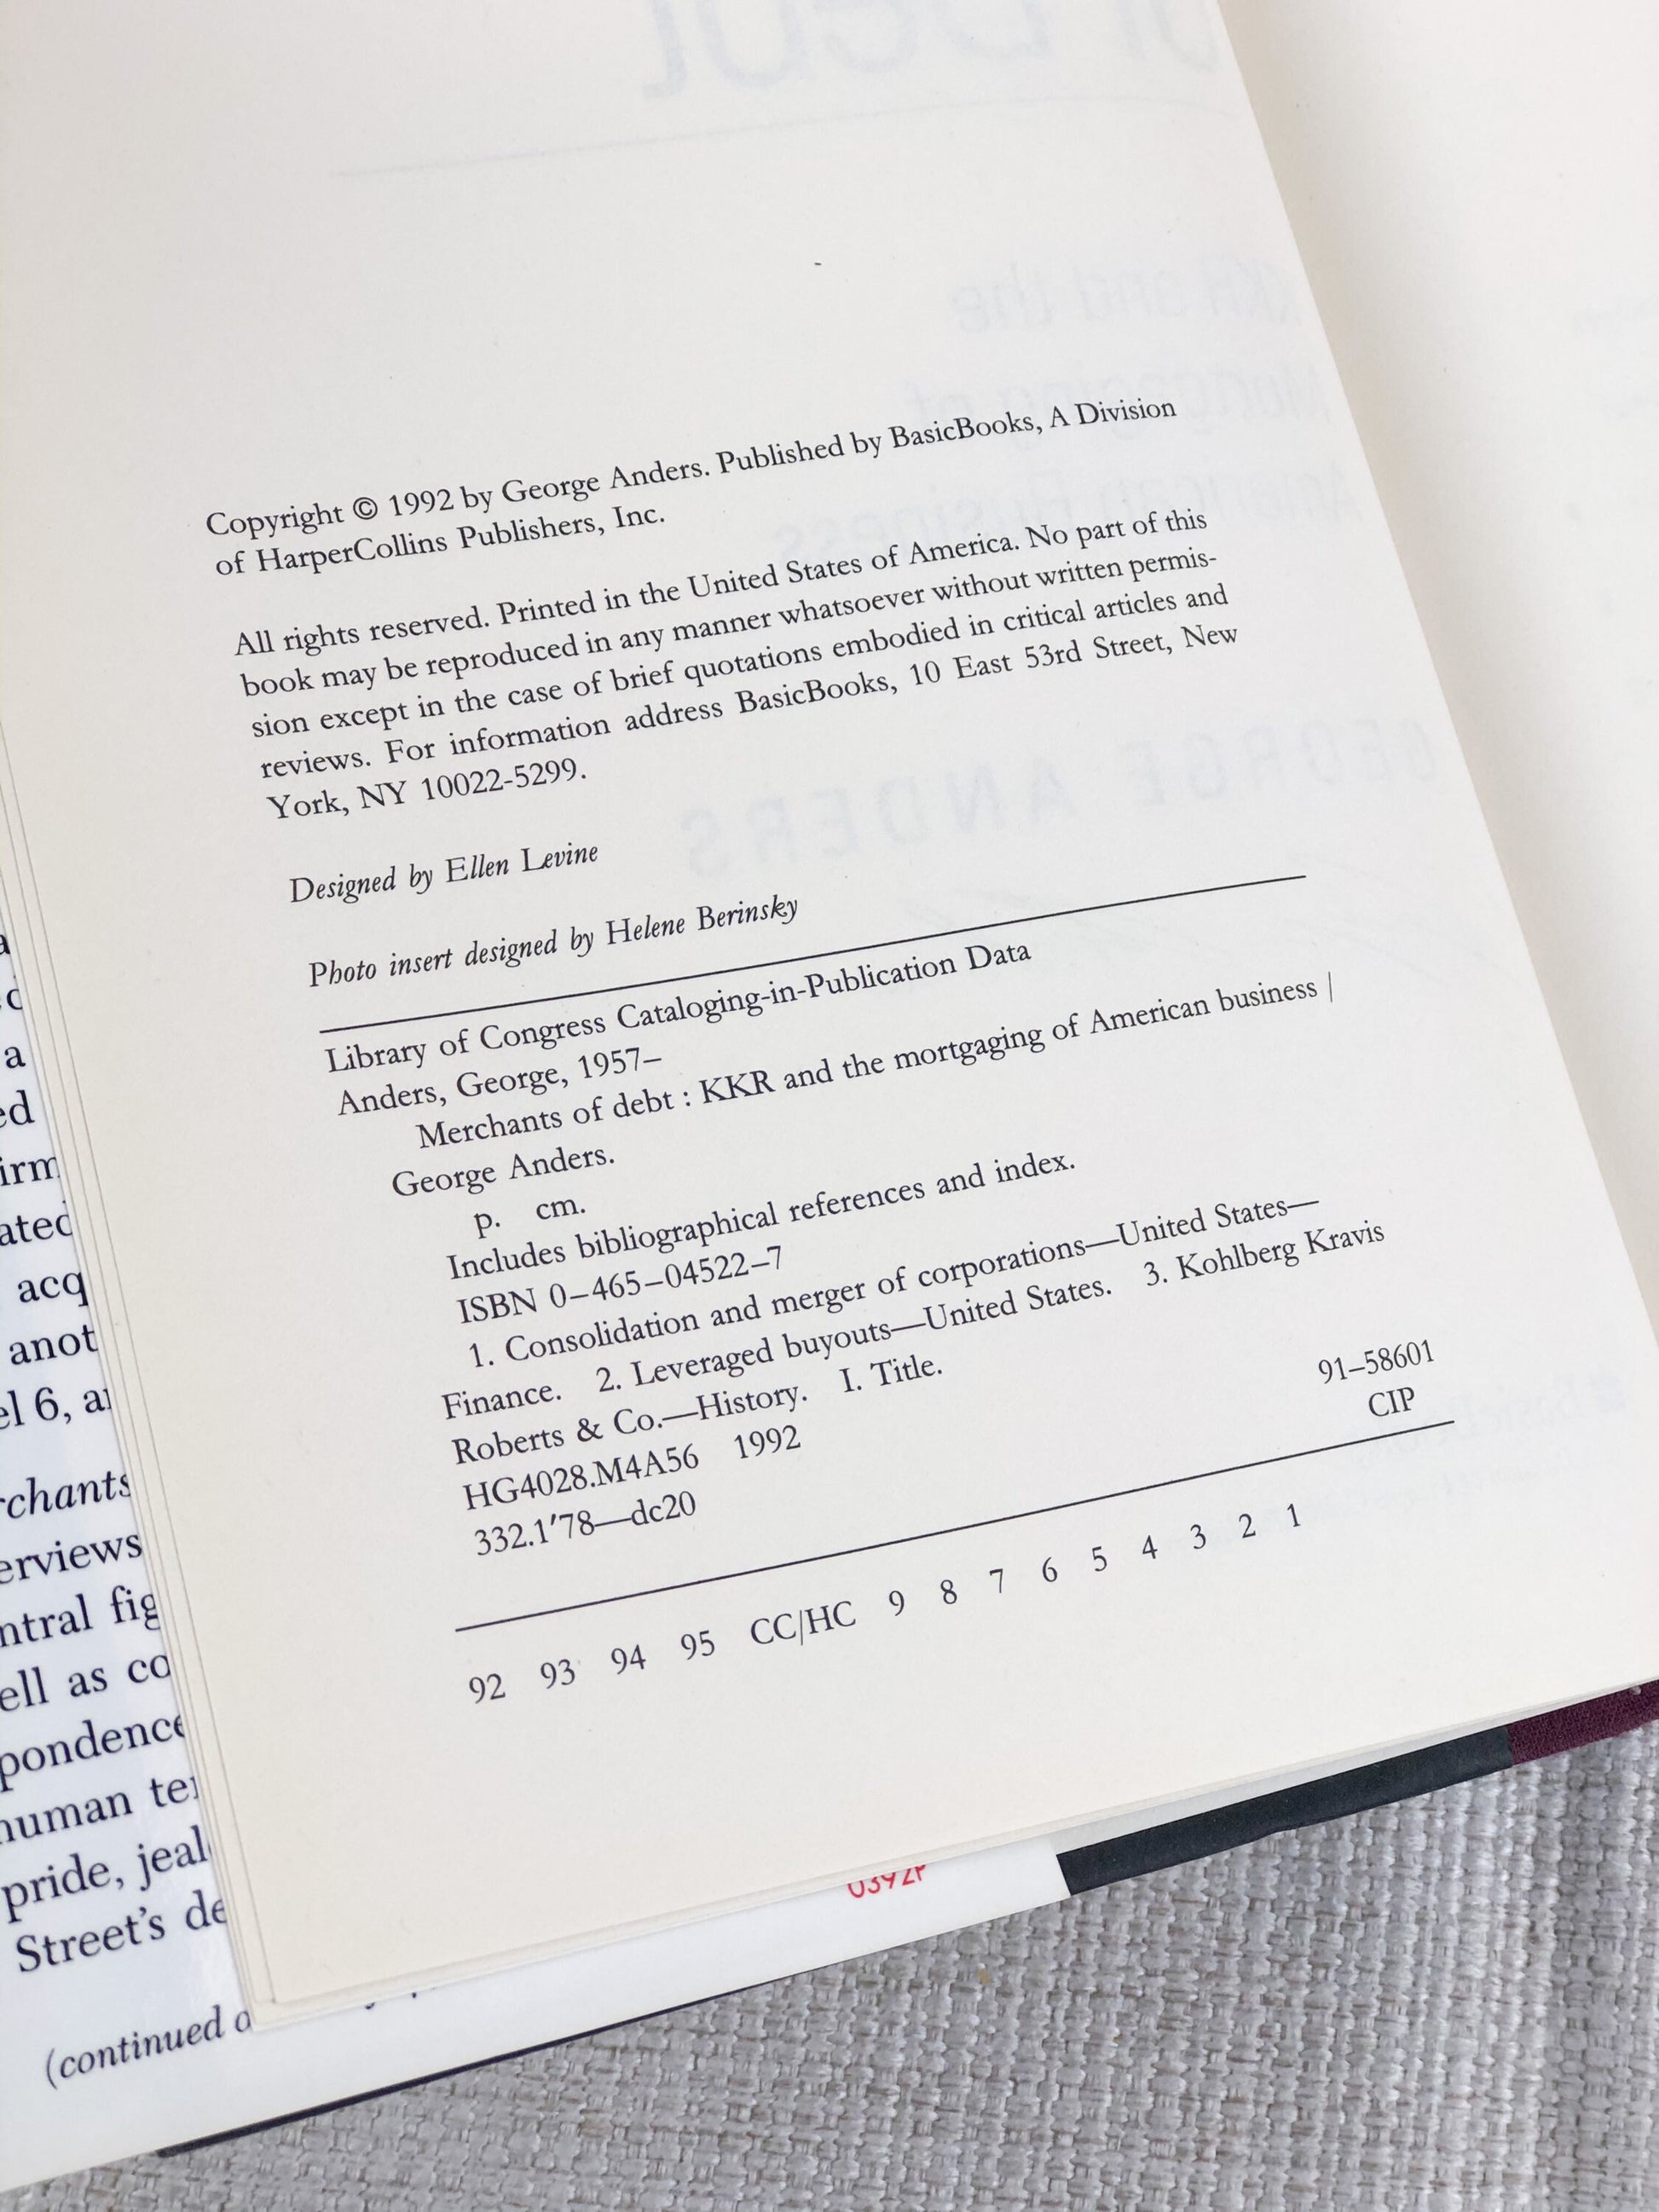 Copyright © 1992 by George Anders. Published by BasicBooks, A Division
of HarperCollins Publishers, Inc.
All rights reserved. Printed in the United States of America. No part of this
book may be reproduced in any manner whatsoever without written permis-
sion except in the case of brief quotations embodied in critical articles and
reviews. For information address BasicBooks, 10 East 53rd Street, New
York, NY 10022-5299.
Designed by Ellen Levine
Photo insert designed by Helene Berinsky
Library of Congress Cataloging-in-Publication Data
Anders, George, 1957–
Merchants of debt : KKR and the mortgaging of American business /
George Anders.
p. cm.
Includes bibliographical references and index.
ISBN 0–465–04522–7
1. Consolidation and merger of corporations—United States—
Finance. 2. Leveraged buyouts—United States. 3. Kohlberg Kravis
Roberts & Co.—History. I. Title.
HG4028.M4A56 1992
332.1′78—dc20
91–58601
CIP
92 93 94 95 CC/HC 9 8 7 6 5 4 3 2 1
a
ed
irm
ated
acq
anot
el 6, a
rchants
erviews
ntral fig
ell as co
pondence
human te
pride, jeal
Street's de
(continued o
0392P